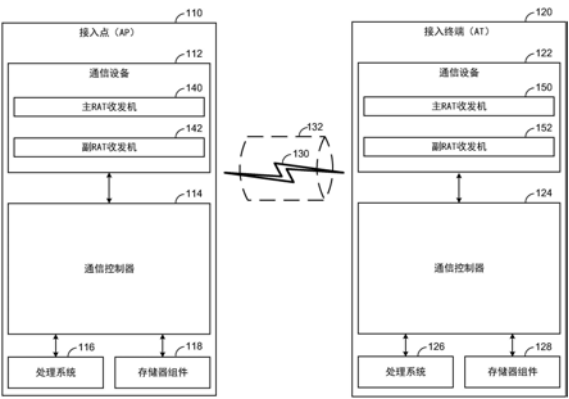 110
接入点（AP）
112
通信设备
140
主RAT收发机
142
副RAT收发机
114
通信控制器
116
处理系统
118
存储器组件
132
130
120
接入终端（AT）
122
通信设备
150
主RAT收发机
152
副RAT收发机
124
通信控制器
126
处理系统
128
存储器组件